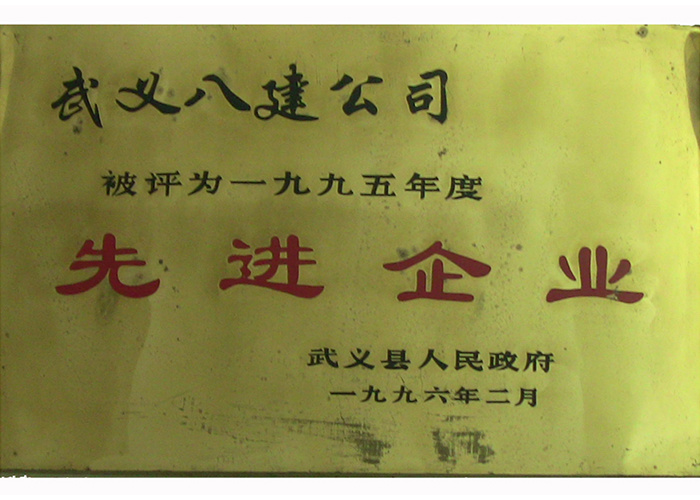 武义八建公司
被评为一九九五年度
先进企业
武义县人民政府
一九九六年二月